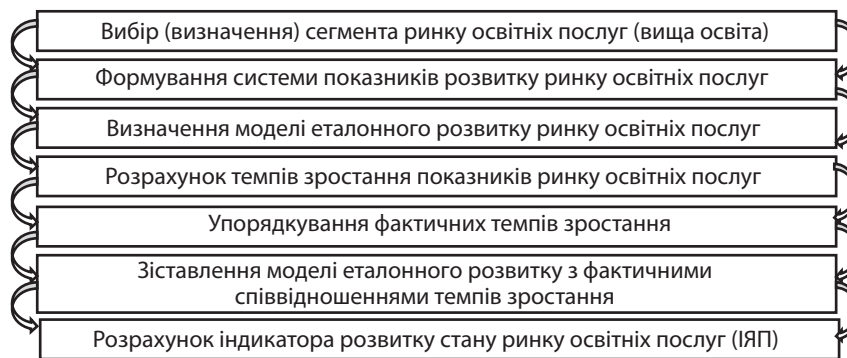 Вибір (визначення) сегмента ринку освітніх послуг (вища освіта)
Формування системи показників розвитку ринку освітніх послуг
Визначення моделі еталонного розвитку ринку освітніх послуг
Розрахунок темпів зростання показників ринку освітніх послуг
Упорядкування фактичних темпів зростання
Зіставлення моделі еталонного розвитку з фактичними
співвідношеннями темпів зростання
Розрахунок індикатора розвитку стану ринку освітніх послуг (ІЯП)